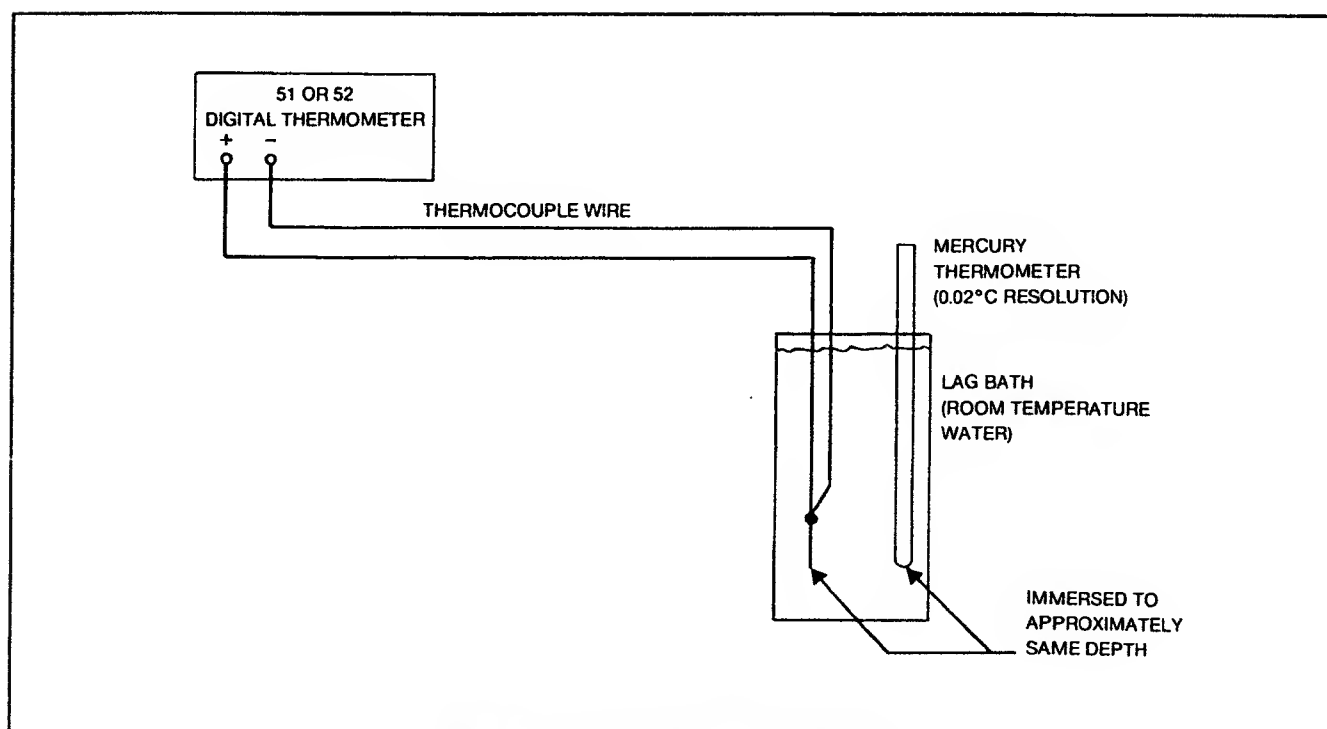 51 OR 52
DIGITAL THERMOMETER
+ -
THERMOCOUPLE WIRE
MERCURY
THERMOMETER
(0.02°C RESOLUTION)
LAG BATH
(ROOM TEMPERATURE
WATER)
IMMERSED TO
APPROXIMATELY
SAME DEPTH